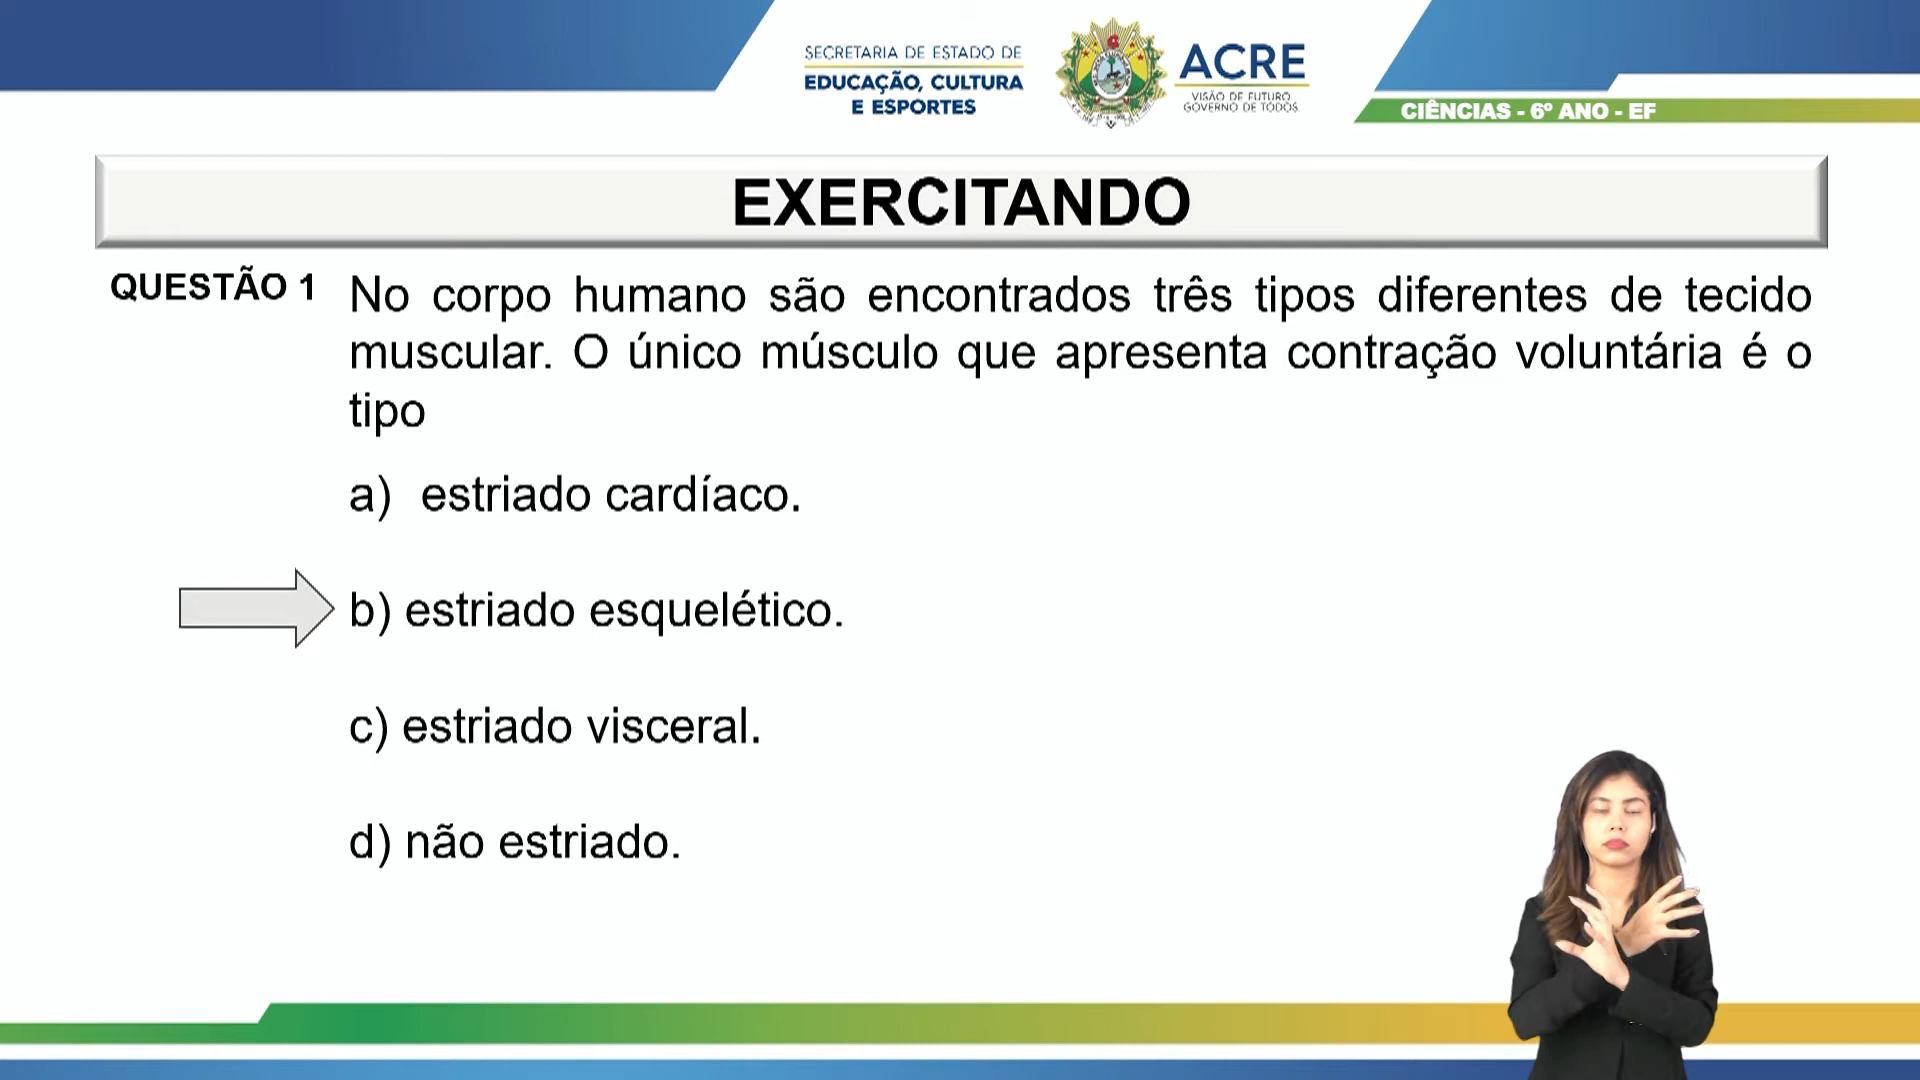 SECRETARIA DE ESTADO DE
EDUCAÇÃO, CULTURA
E ESPORTES
ACRE
VISÃO DE FUTURO
GOVERNO DE TODOS
CIÊNCIAS - 6º ANO - EF
EXERCITANDO
QUESTÃO 1
No corpo humano são encontrados três tipos diferentes de tecido
muscular. O único músculo que apresenta contração voluntária é o
tipo
a) estriado cardíaco.
b) estriado esquelético.
c) estriado visceral.
d) não estriado.